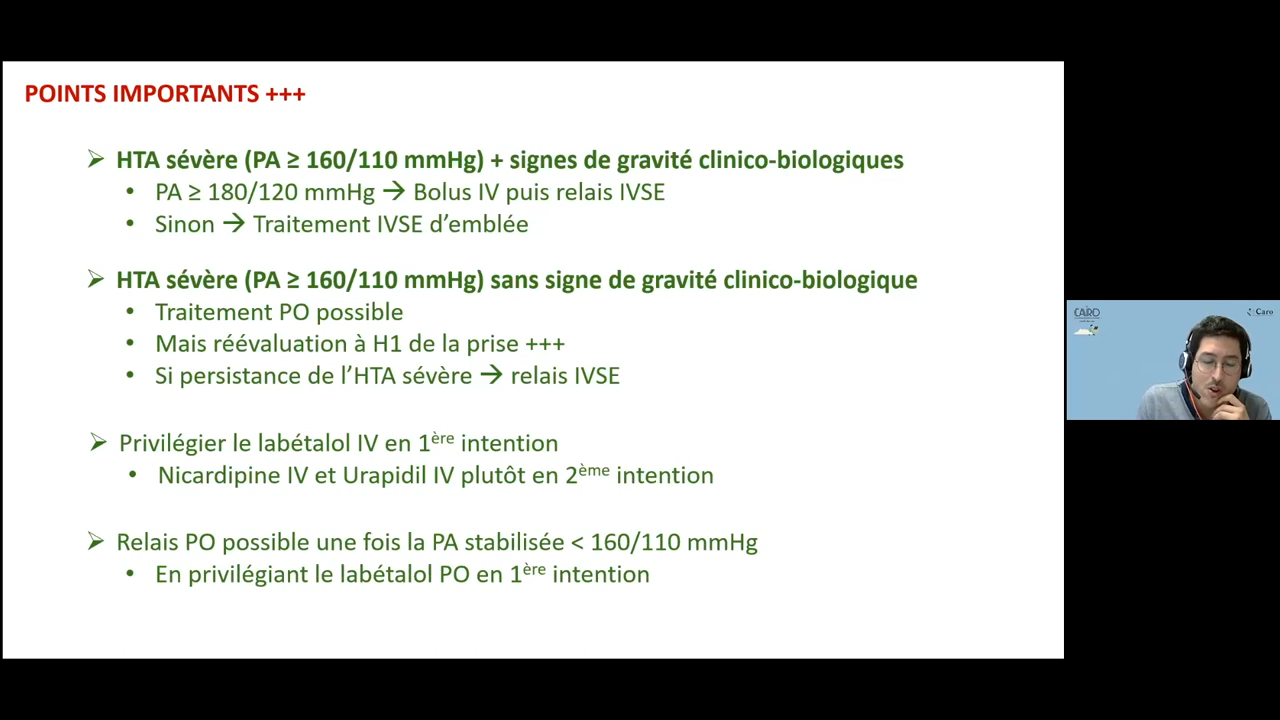 POINTS IMPORTANTS +++
➢ HTA sévère (PA ≥ 160/110 mmHg) + signes de gravité clinico-biologiques
• PA ≥ 180/120 mmHg → Bolus IV puis relais IVSE
• Sinon → Traitement IVSE d’emblée
➢ HTA sévère (PA ≥ 160/110 mmHg) sans signe de gravité clinico-biologique
• Traitement PO possible
• Mais réévaluation à H1 de la prise +++
• Si persistance de l’HTA sévère → relais IVSE
➢ Privilégier le labétalol IV en 1ère intention
• Nicardipine IV et Urapidil IV plutôt en 2ème intention
➢ Relais PO possible une fois la PA stabilisée < 160/110 mmHg
• En privilégiant le labétalol PO en 1ère intention
CARO
Caro